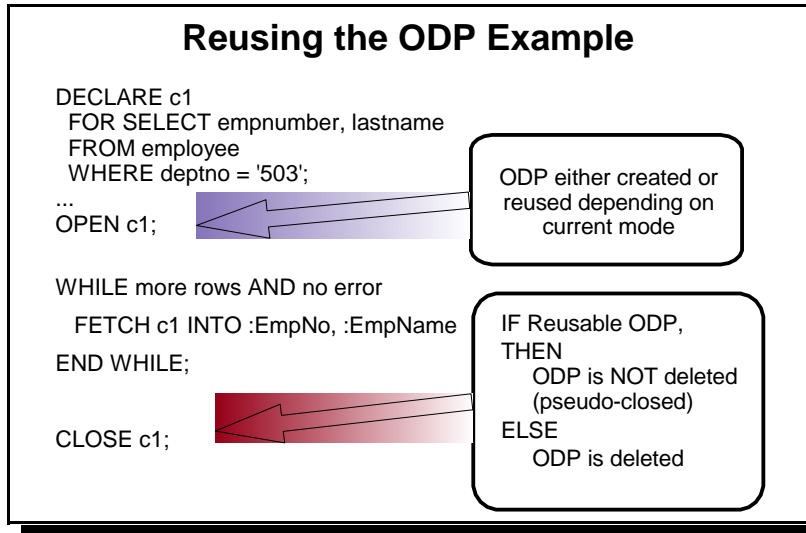 Reusing the ODP Example
DECLARE c1
FOR SELECT empnumber, lastname
FROM employee
WHERE deptno = '503';
...
OPEN c1;
ODP either created or
reused depending on
current mode
WHILE more rows AND no error
FETCH c1 INTO :EmpNo, :EmpName
END WHILE;
CLOSE c1;
IF Reusable ODP,
THEN
ODP is NOT deleted
(pseudo-closed)
ELSE
ODP is deleted